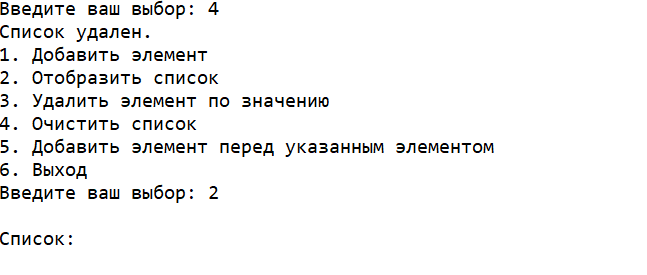 Введите ваш выбор: 4
Список удален.
1. Добавить элемент
2. Отобразить список
3. Удалить элемент по значению
4. Очистить список
5. Добавить элемент перед указанным элементом
6. Выход
Введите ваш выбор: 2
Список: